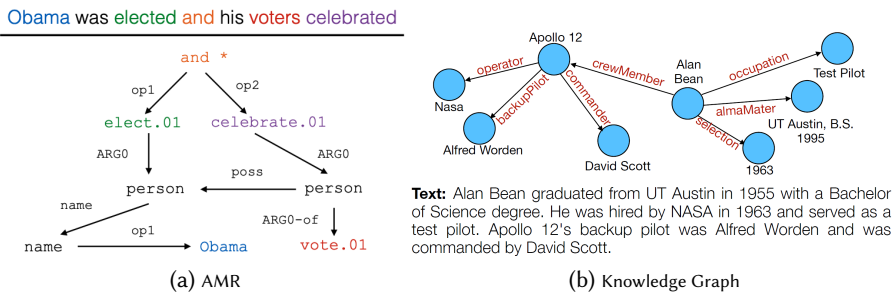 Obama was elected and his voters celebrated
and *
op1
op2
elect.01
celebrate.01
ARG0
ARG0
person
poss
person
name
ARG0-of
name
op1
Obama
vote.01
(a) AMR
Apollo 12
operator
crewMember
Alan
Bean
occupation
Test Pilot
Nasa
backupPilot
commander
almaMater
UT Austin, B.S.
1995
selection
Alfred Worden
David Scott
1963
Text: Alan Bean graduated from UT Austin in 1955 with a Bachelor
of Science degree. He was hired by NASA in 1963 and served as a
test pilot. Apollo 12's backup pilot was Alfred Worden and was
commanded by David Scott.
(b) Knowledge Graph